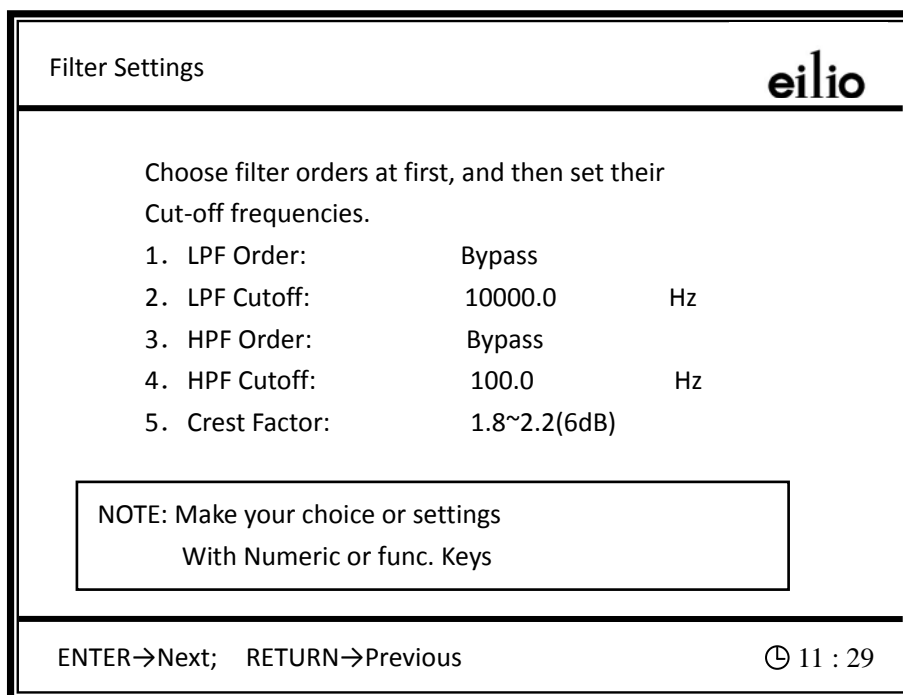 Filter Settings
eilio
Choose filter orders at first, and then set their
Cut-off frequencies.
1. LPF Order: Bypass
2. LPF Cutoff: 10000.0 Hz
3. HPF Order: Bypass
4. HPF Cutoff: 100.0 Hz
5. Crest Factor: 1.8~2.2(6dB)
NOTE: Make your choice or settings
With Numeric or func. Keys
ENTER→Next; RETURN→Previous 11 : 29